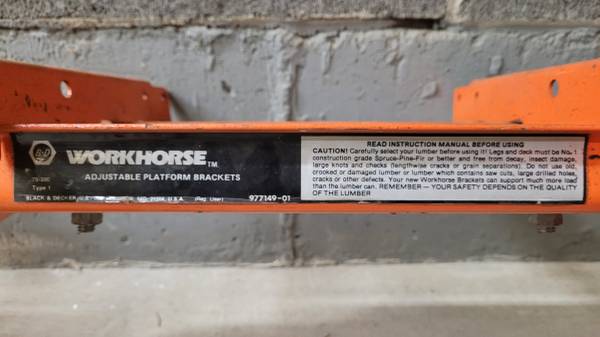 B&D WORKHORSE TM
ADJUSTABLE PLATFORM BRACKETS
Type 1
BLACK & DECKER U.S. U.S.A. (Reg. User) 977149-01
READ INSTRUCTION MANUAL BEFORE USING
CAUTION! Carefully select your lumber before using it! Legs and deck must be No. 1
construction grade Spruce-Pine-Fir or better and free from decay, insect damage,
large knots and checks (lengthwise cracks or grain separations). Do not use old,
crooked or damaged lumber or lumber which contains saw cuts, large drilled holes,
cracks or other defects. Your new Workhorse Brackets can support much more load
than the lumber can. REMEMBER — YOUR SAFETY DEPENDS ON THE QUALITY
OF THE LUMBER